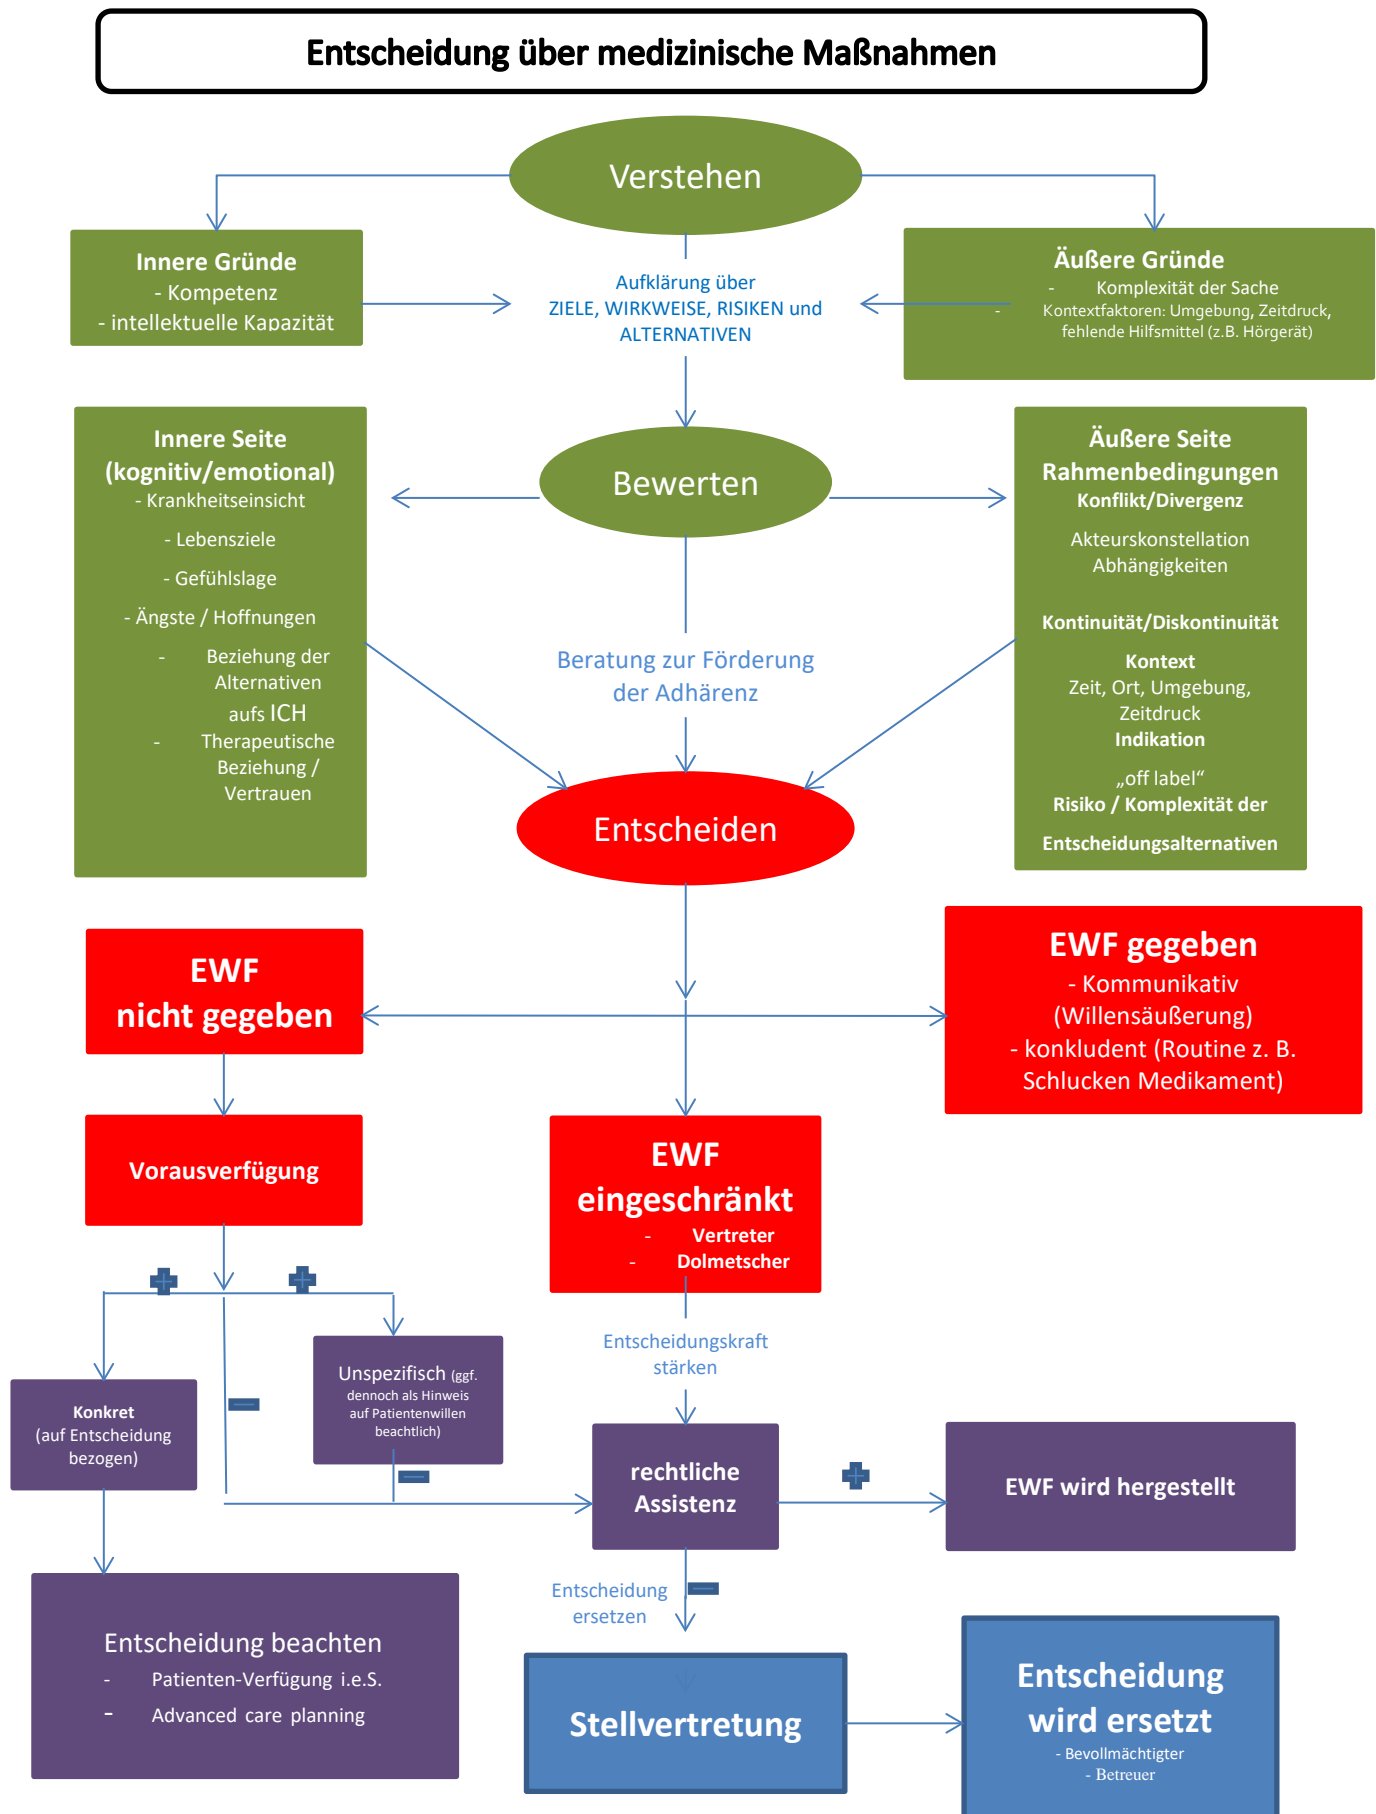 Entscheidung über medizinische Maßnahmen
Verstehen
Innere Gründe
- Kompetenz
- intellektuelle Kapazität
Aufklärung über
ZIELE, WIRKWEISE, RISIKEN und
ALTERNATIVEN
Äußere Gründe
- Komplexität der Sache
- Kontextfaktoren: Umgebung, Zeitdruck,
fehlende Hilfsmittel (z.B. Hörgerät)
Innere Seite
(kognitiv/emotional)
- Krankheitseinsicht
- Lebensziele
- Gefühlslage
- Ängste / Hoffnungen
- Beziehung der
Alternativen
aufs ICH
- Therapeutische
Beziehung /
Vertrauen
Bewerten
Beratung zur Förderung
der Adhärenz
Äußere Seite
Rahmenbedingungen
Konflikt/Divergenz
Akteurskonstellation
Abhängigkeiten
Kontinuität/Diskontinuität
Kontext
Zeit, Ort, Umgebung,
Zeitdruck
Indikation
„off label“
Risiko / Komplexität der
Entscheidungsalternativen
Entscheiden
EWF
nicht gegeben
EWF gegeben
- Kommunikativ
(Willensäußerung)
- konkludent (Routine z. B.
Schlucken Medikament)
Vorausverfügung
EWF
eingeschränkt
- Vertreter
- Dolmetscher
Entscheidungskraft
stärken
Konkret
(auf Entscheidung
bezogen)
Unspezifisch (ggf.
dennoch als Hinweis
auf Patientenwillen
beachtlich)
rechtliche
Assistenz
EWF wird hergestellt
Entscheidung
ersetzen
Entscheidung beachten
- Patienten-Verfügung i.e.S.
- Advanced care planning
Stellvertretung
Entscheidung
wird ersetzt
- Bevollmächtigter
- Betreuer